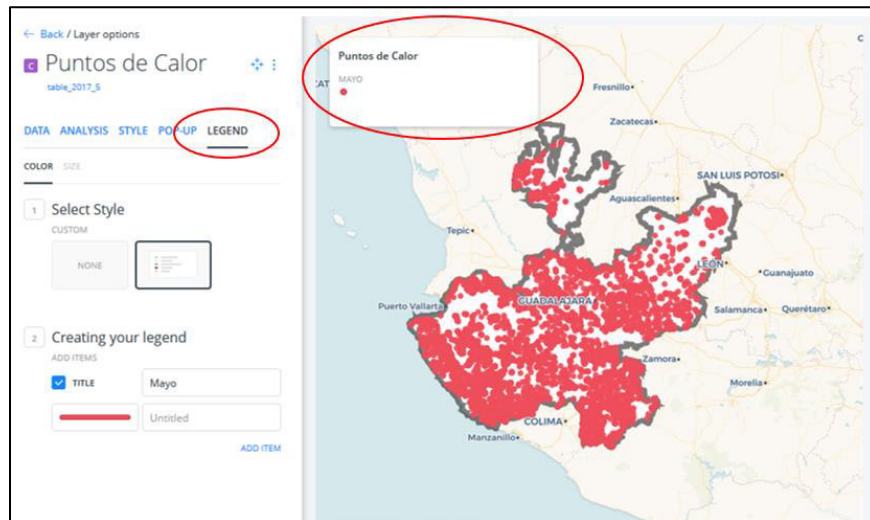 ← Back / Layer options
C Puntos de Calor
table_2017_5
DATA ANALYSIS STYLE POP-UP LEGEND
COLOR SIZE
1 Select Style
CUSTOM
NONE
2 Creating your legend
ADD ITEMS
TITLE Mayo
Untitled
ADD ITEM
Puntos de Calor
MAYO
Fresnillo
Zacatecas
SAN LUIS POTOSI
Aguascalientes
Tepic
LEÓN
Guanajuato
Puerto Vallarta
GUADALAJARA
Salamanca
Querétaro
Zamora
Morelia
COLIMA
Manzanillo